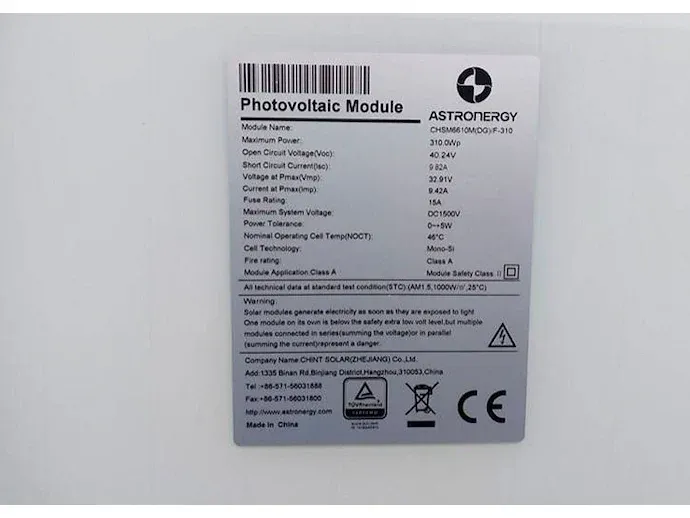 Photovoltaic Module
ASTRONERGY
Module Name: CHSM6610M(DG)/F-310
Maximum Power: 310.0Wp
Open Circuit Voltage(Voc): 40.24V
Short Circuit Current(Isc): 9.82A
Voltage at Pmax(Vmp): 32.91V
Current at Pmax(Imp): 9.42A
Fuse Rating: 15A
Maximum System Voltage: DC1500V
Power Tolerance: 0~+5W
Nominal Operating Cell Temp(NOCT): 46°C
Cell Technology: Mono-Si
Fire rating: Class A
Module Application Class A Module Safety Class II
All technical data at standard test condition(STC):(AM1.5,1000W/㎡,25°C)
Warning:
Solar modules generate electricity as soon as they are exposed to light
One module on its own is below the safety extra low volt level,but multiple
modules connected in series(summing the voltage)or in parallel
(summing the current)represent a danger.
Company Name:CHINT SOLAR(ZHEJIANG) Co.,Ltd.
Add:1335 Binan Rd,Binjiang District,Hangzhou,310053,China
Tel :+86-571-56031888
Fax:+86-571-56031800
http://www.astronergy.com
Made in China
TÜVRheinland
CERTIFIED
CE